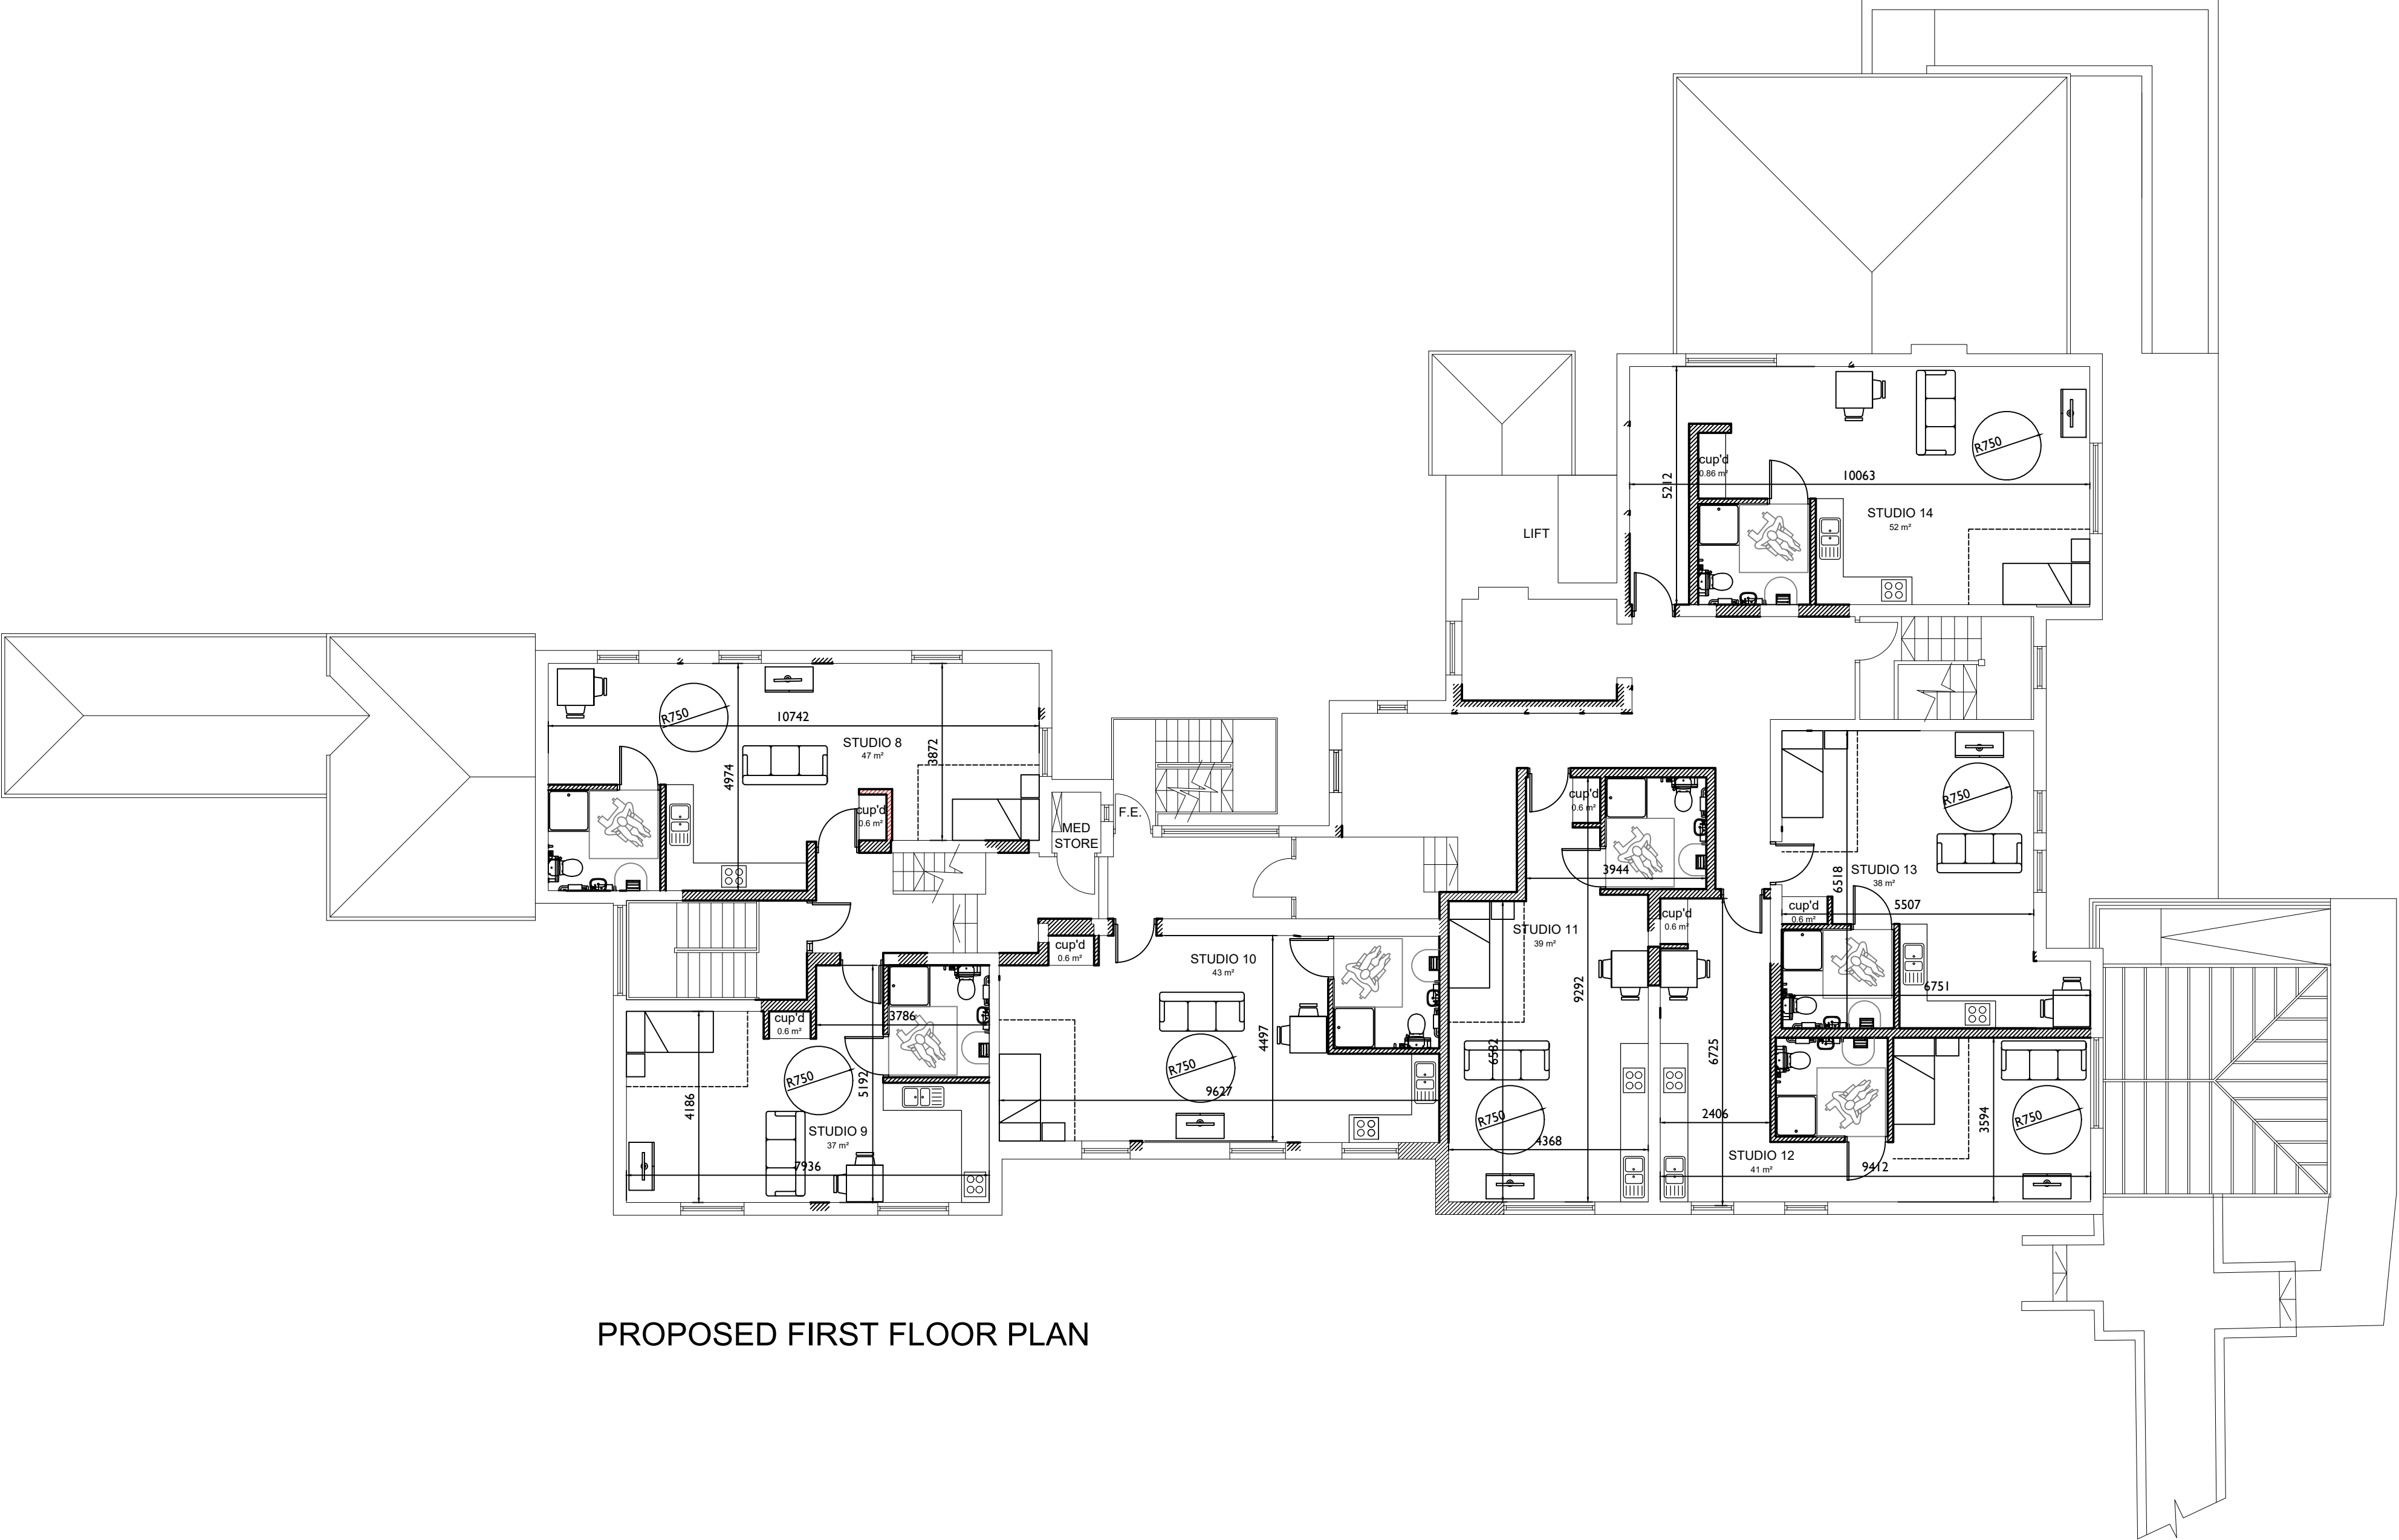 R750
cup'd
0.86 m²
10063
5212
STUDIO 14
52 m²
LIFT
R750
10742
STUDIO 8
47 m²
3872
4974
cup'd
0.6 m²
MED
STORE
F.E.
cup'd
0.6 m²
3944
R750
6518
STUDIO 13
38 m²
5507
cup'd
0.6 m²
6751
cup'd
0.6 m²
STUDIO 11
39 m²
9292
6582
R750
4368
cup'd
0.6 m²
STUDIO 10
43 m²
4497
R750
9627
3786
cup'd
0.6 m²
R750
5192
4186
STUDIO 9
37 m²
7936
6725
2406
STUDIO 12
41 m²
9412
3594
R750
PROPOSED FIRST FLOOR PLAN